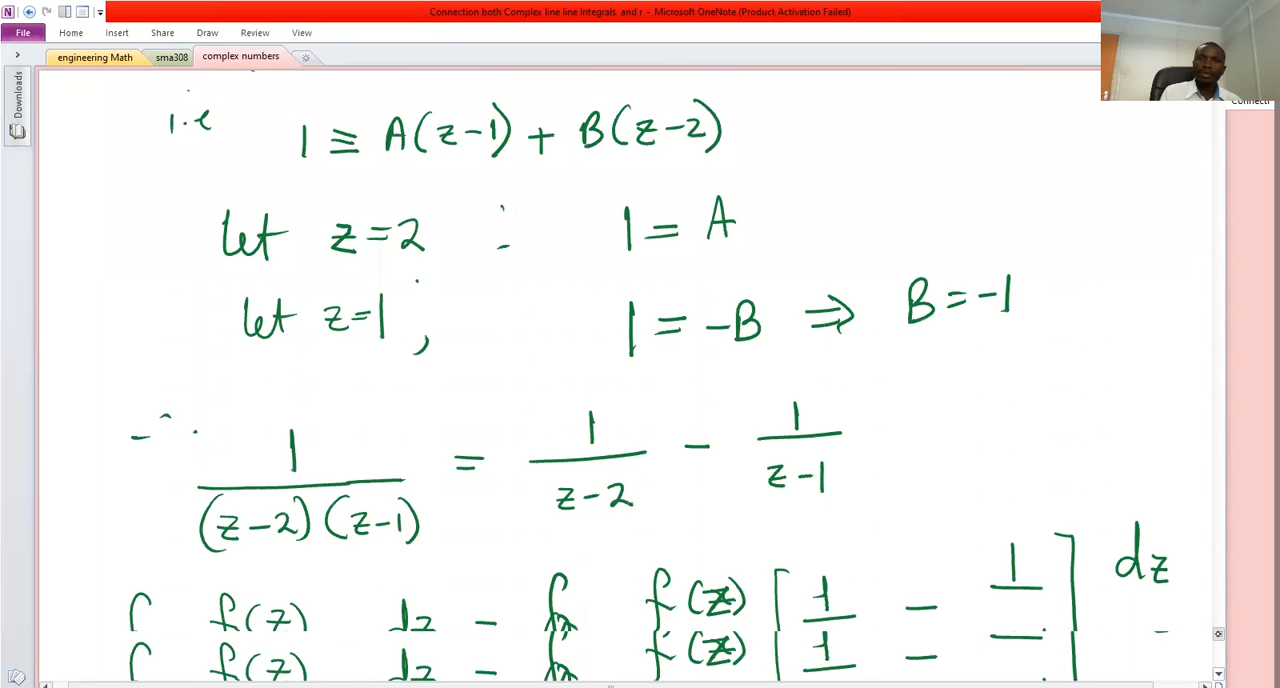 Connection both Complex line line Integrals and r - Microsoft OneNote (Product Activation Failed)
File Home Insert Share Draw Review View
engineering Math sma308 complex numbers
Downloads
i.e 1 ≡ A(z-1) + B(z-2)
let z=2 : 1 = A
let z=1, 1 = -B ⇒ B = -1
∴ 1/((z-2)(z-1)) = 1/(z-2) - 1/(z-1)
f(z) f(z) [ 1 - 1 ] dz
f(z) f(z) [ 1 -